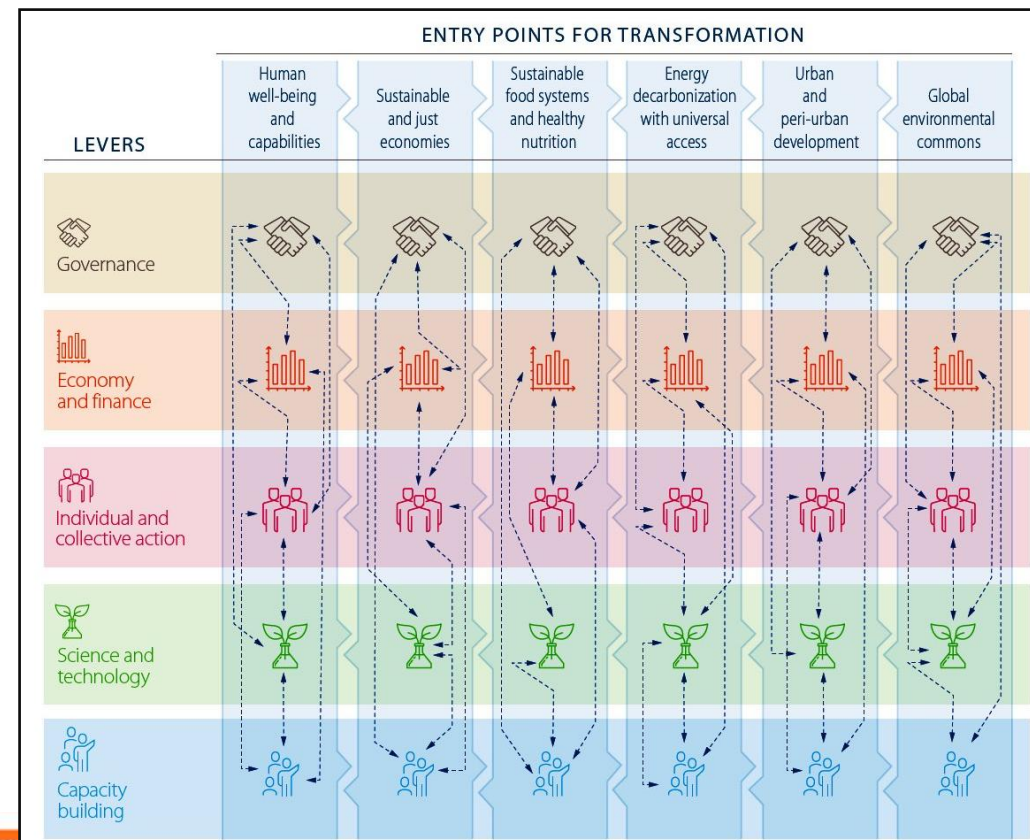 ENTRY POINTS FOR TRANSFORMATION
LEVERS
Human
well-being
and
capabilities
Sustainable
and just
economies
Sustainable
food systems
and healthy
nutrition
Energy
decarbonization
with universal
access
Urban
and
peri-urban
development
Global
environmental
commons
Governance
Economy
and finance
Individual and
collective action
Science and
technology
Capacity
building